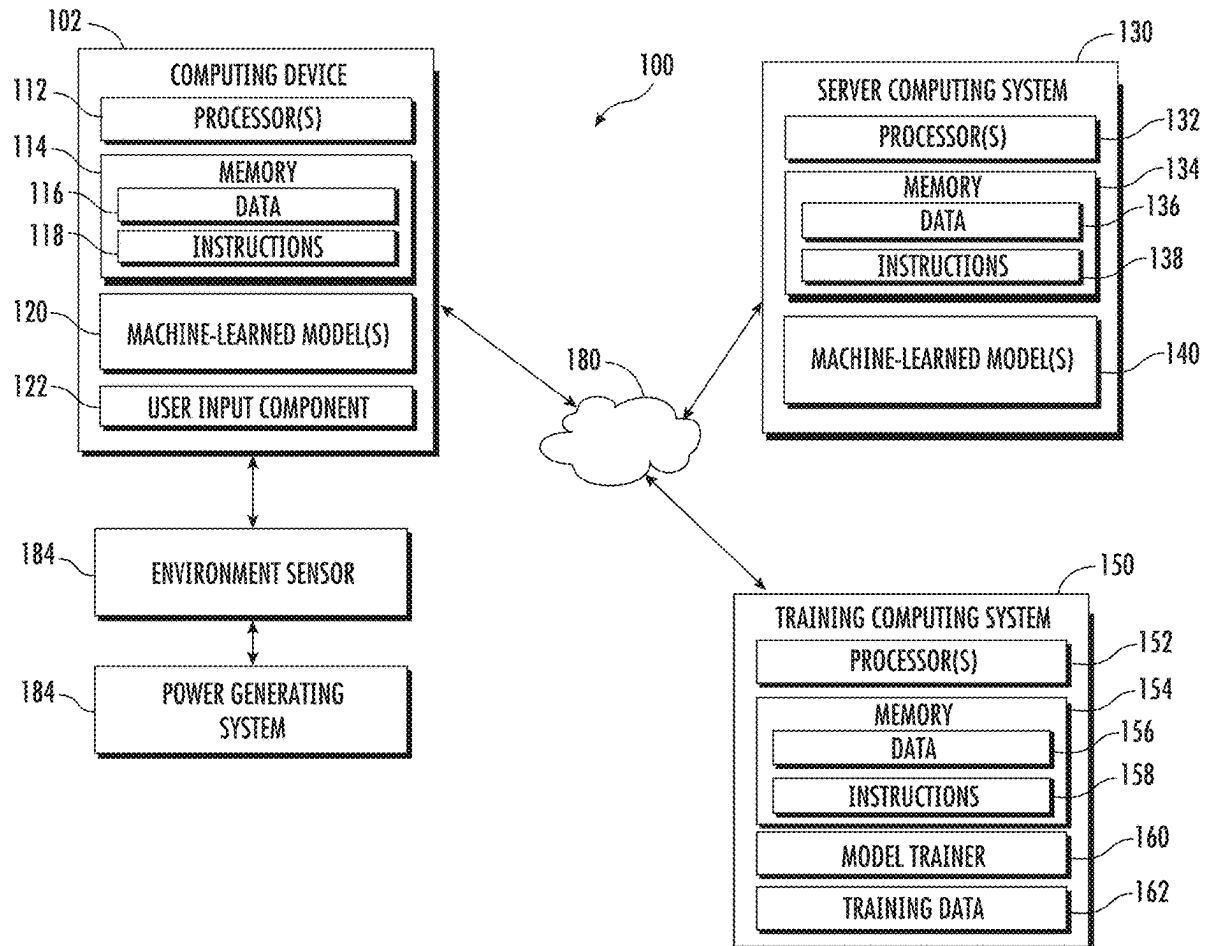 102
COMPUTING DEVICE
112
PROCESSOR(S)
114
MEMORY
116
DATA
118
INSTRUCTIONS
120
MACHINE-LEARNED MODEL(S)
122
USER INPUT COMPONENT
184
ENVIRONMENT SENSOR
184
POWER GENERATING
SYSTEM
100
180
130
SERVER COMPUTING SYSTEM
PROCESSOR(S)
132
MEMORY
134
DATA
136
INSTRUCTIONS
138
MACHINE-LEARNED MODEL(S)
140
150
TRAINING COMPUTING SYSTEM
PROCESSOR(S)
152
MEMORY
154
DATA
156
INSTRUCTIONS
158
MODEL TRAINER
160
TRAINING DATA
162